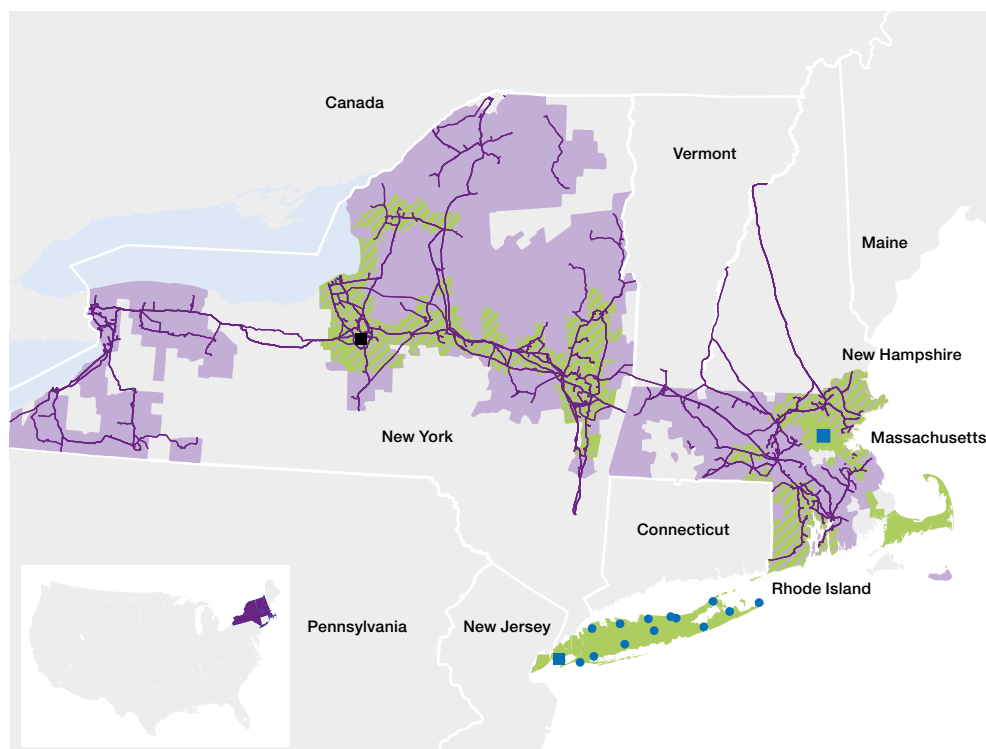 Canada
Vermont
Maine
New Hampshire
New York
Massachusetts
Connecticut
Rhode Island
Pennsylvania
New Jersey